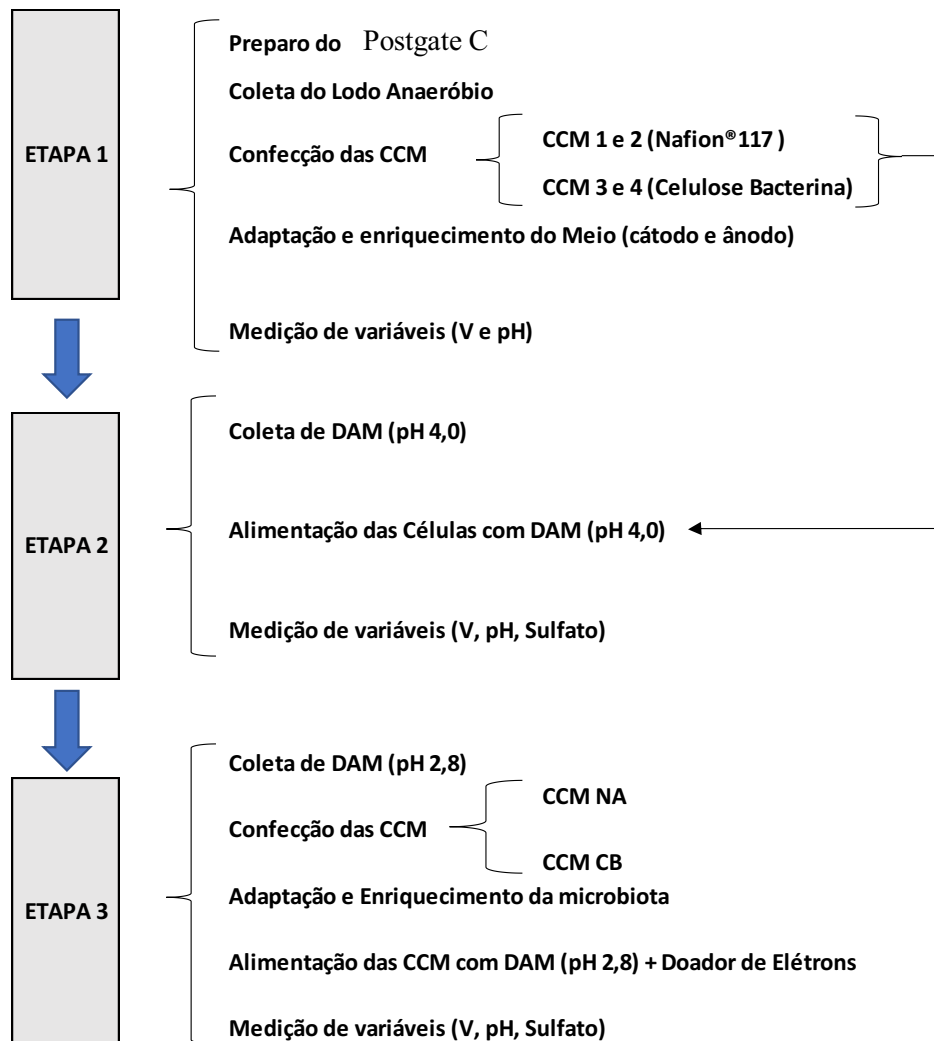 ETAPA 1
Preparo do Postgate C
Coleta do Lodo Anaeróbio
Confecção das CCM
CCM 1 e 2 (Nafion®117 )
CCM 3 e 4 (Celulose Bacterina)
Adaptação e enriquecimento do Meio (cátodo e ânodo)
Medição de variáveis (V e pH)
ETAPA 2
Coleta de DAM (pH 4,0)
Alimentação das Células com DAM (pH 4,0)
Medição de variáveis (V, pH, Sulfato)
ETAPA 3
Coleta de DAM (pH 2,8)
Confecção das CCM
CCM NA
CCM CB
Adaptação e Enriquecimento da microbiota
Alimentação das CCM com DAM (pH 2,8) + Doador de Elétrons
Medição de variáveis (V, pH, Sulfato)